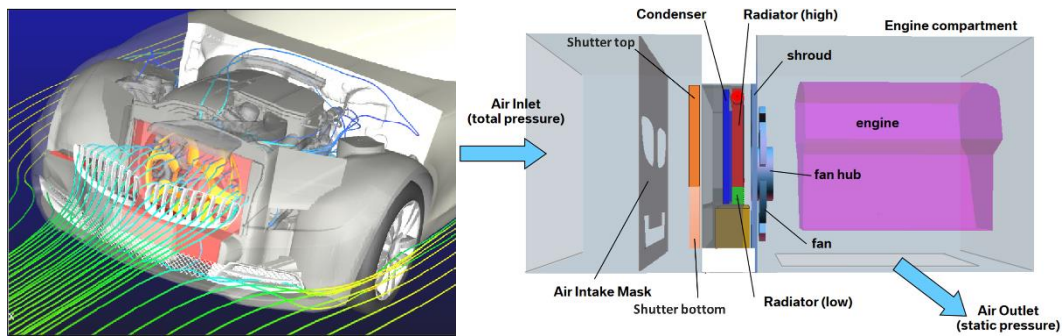 Condenser
Radiator (high)
Engine compartment
Shutter top
shroud
Air Inlet
(total pressure)
engine
fan hub
fan
Air Intake Mask
Shutter bottom
Radiator (low)
Air Outlet
(static pressure)